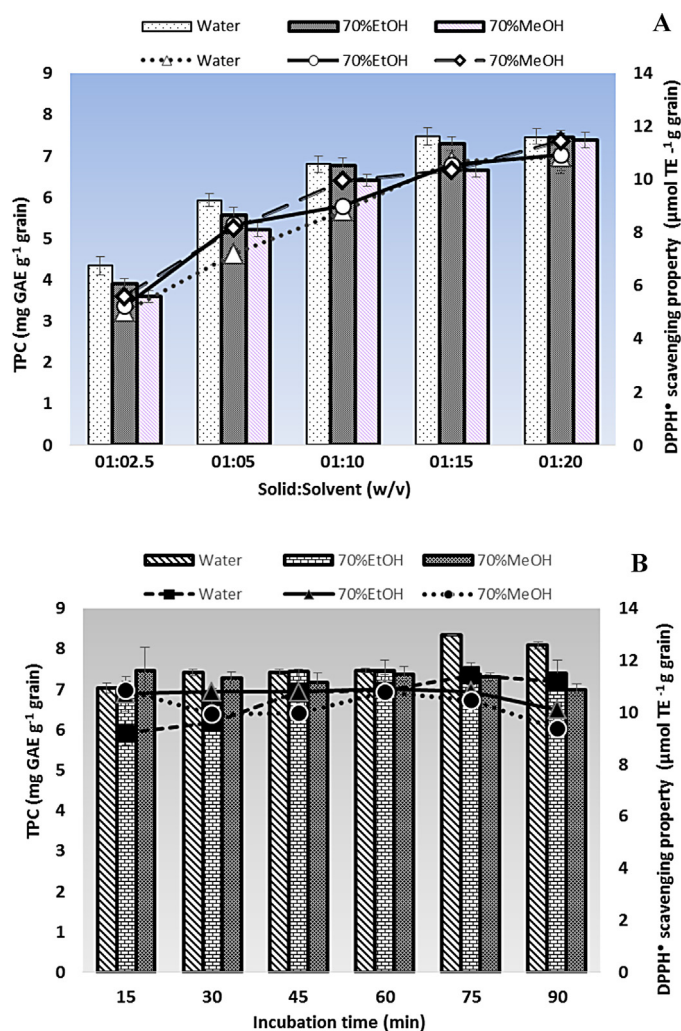 Water 70%EtOH 70%MeOH A
Water 70%EtOH 70%MeOH
9 14
8 12
7 10
6 8
5 6
4 4
3 2
2 0
1
0
TPC (mg GAE g-1 grain)
DPPH• scavenging property (µmol TE -1 g grain)
01:02.5 01:05 01:10 01:15 01:20
Solid:Solvent (w/v)
Water 70%EtOH 70%MeOH B
Water 70%EtOH 70%MeOH
9 14
8 12
7 10
6 8
5 6
4 4
3 2
2 0
1
0
TPC (mg GAE g-1 grain)
DPPH• scavenging property (µmol TE -1 g grain)
15 30 45 60 75 90
Incubation time (min)